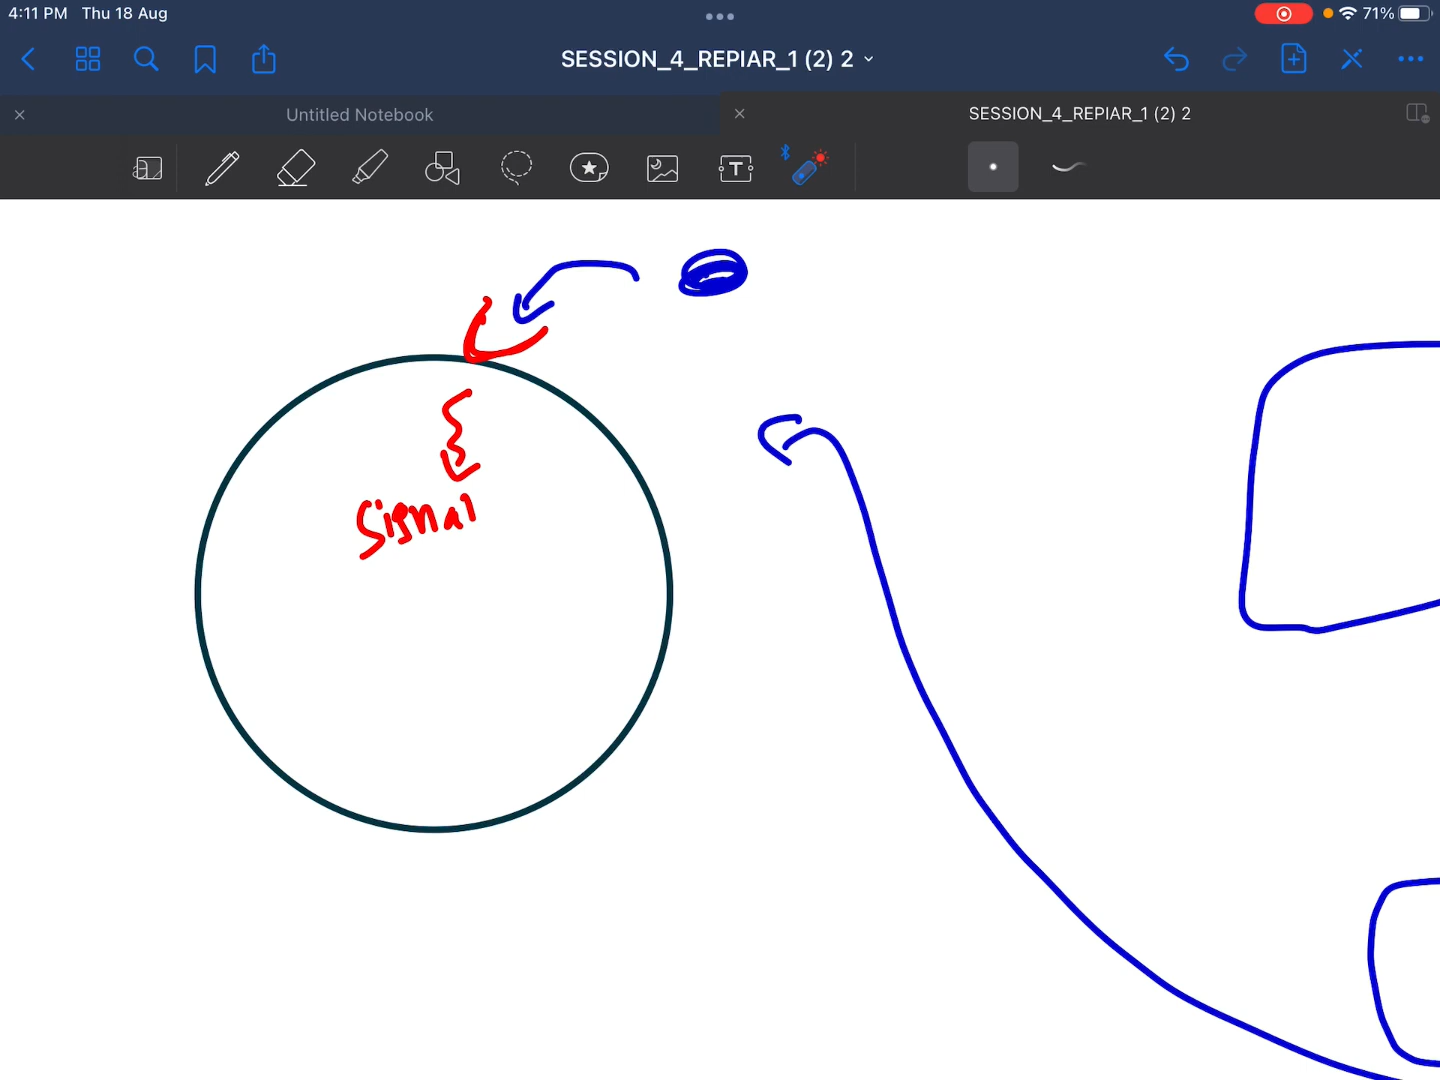 4:11 PM Thu 18 Aug
71%
SESSION_4_REPIAR_1 (2) 2
Untitled Notebook
SESSION_4_REPIAR_1 (2) 2
a
T
Signal